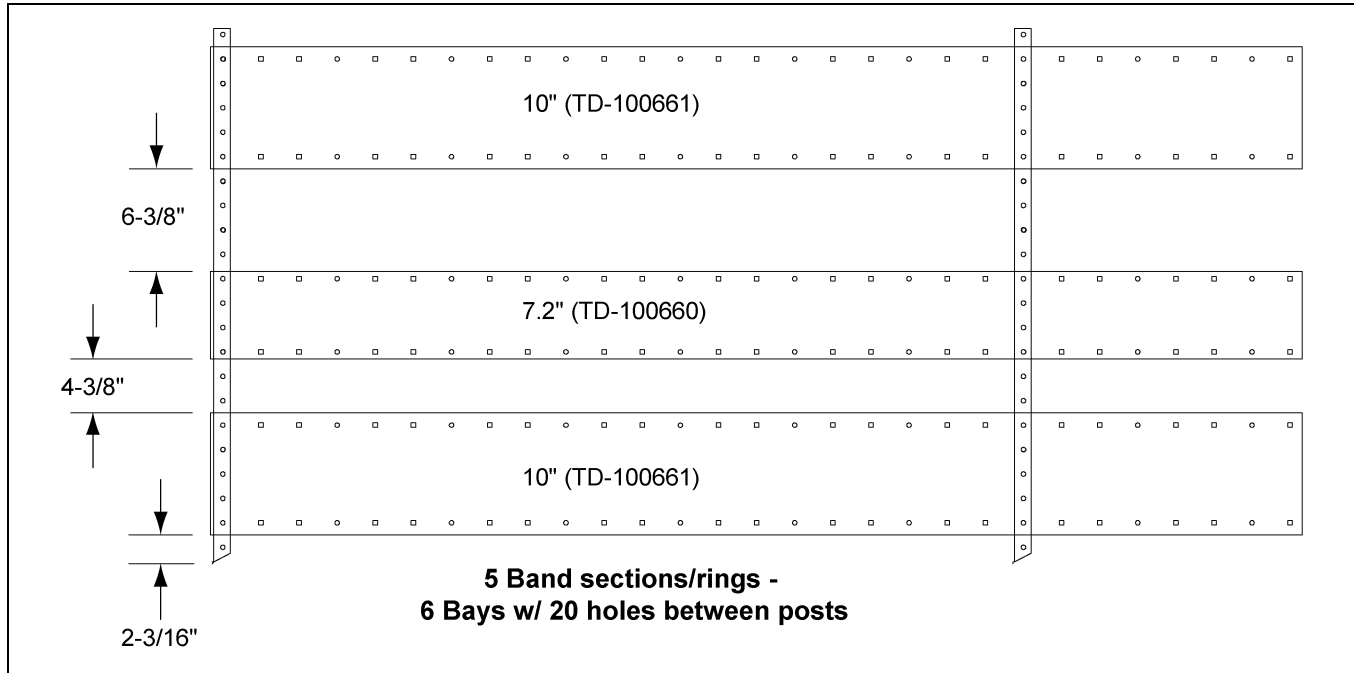 10" (TD-100661)
6-3/8"
7.2" (TD-100660)
4-3/8"
10" (TD-100661)
5 Band sections/rings -
6 Bays w/ 20 holes between posts
2-3/16"